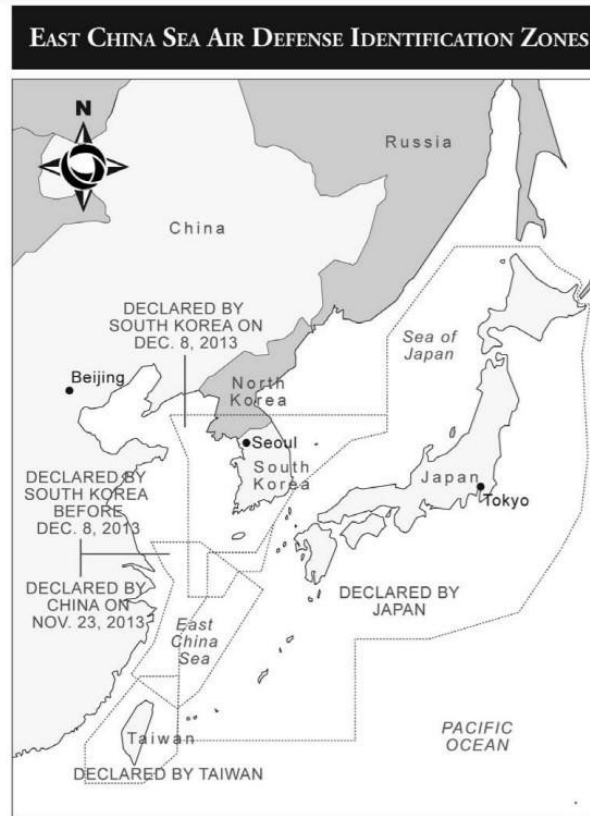 EAST CHINA SEA AIR DEFENSE IDENTIFICATION ZONES
N
Russia
China
DECLARED BY
SOUTH KOREA ON
DEC. 8, 2013
Sea of
Japan
Beijing
North
Korea
Seoul
South
Korea
DECLARED BY
SOUTH KOREA
BEFORE
DEC. 8, 2013
Japan
Tokyo
DECLARED BY
CHINA ON
NOV. 23, 2013
DECLARED BY
JAPAN
East
China
Sea
PACIFIC
OCEAN
Taiwan
DECLARED BY TAIWAN